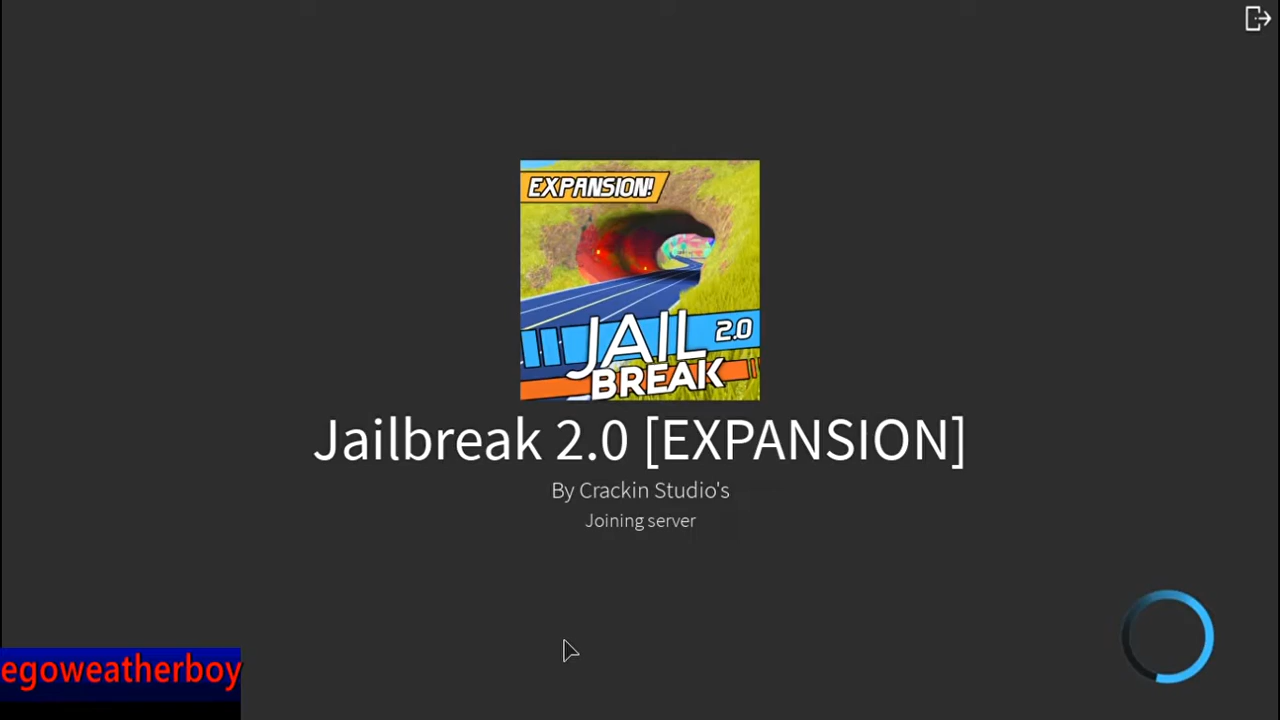 EXPANSION!
JAIL 2.0
BREAK
Jailbreak 2.0 [EXPANSION]
By Crackin Studio's
Joining server
egoweatherboy